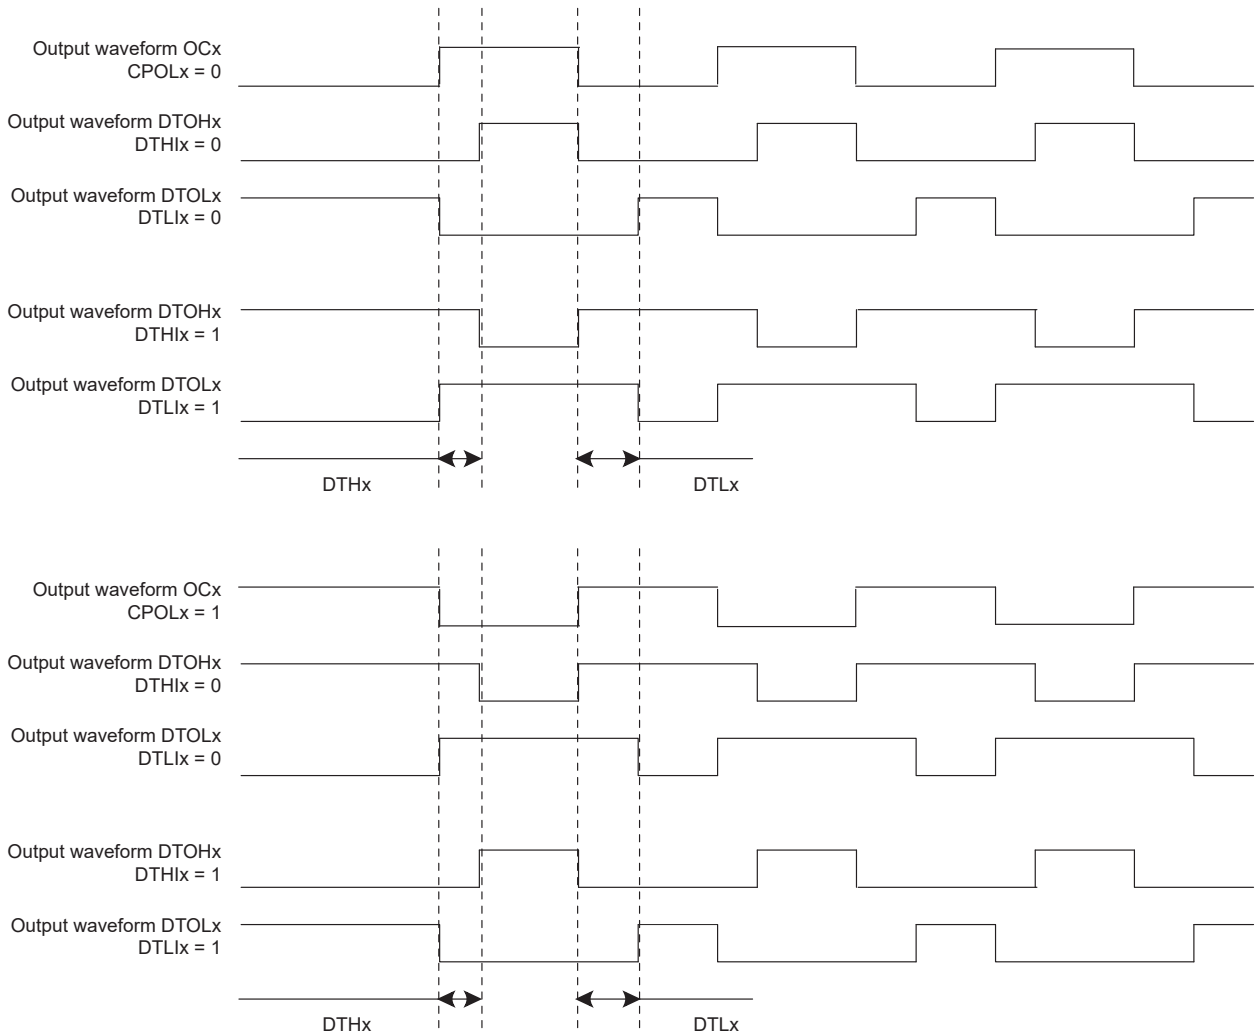 Output waveform OCx
CPOLx = 0
Output waveform DTOHx
DTHIx = 0
Output waveform DTOLx
DTLIx = 0
Output waveform DTOHx
DTHIx = 1
Output waveform DTOLx
DTLIx = 1
DTHx
DTLx
Output waveform OCx
CPOLx = 1
Output waveform DTOHx
DTHIx = 0
Output waveform DTOLx
DTLIx = 0
Output waveform DTOHx
DTHIx = 1
Output waveform DTOLx
DTLIx = 1
DTHx
DTLx